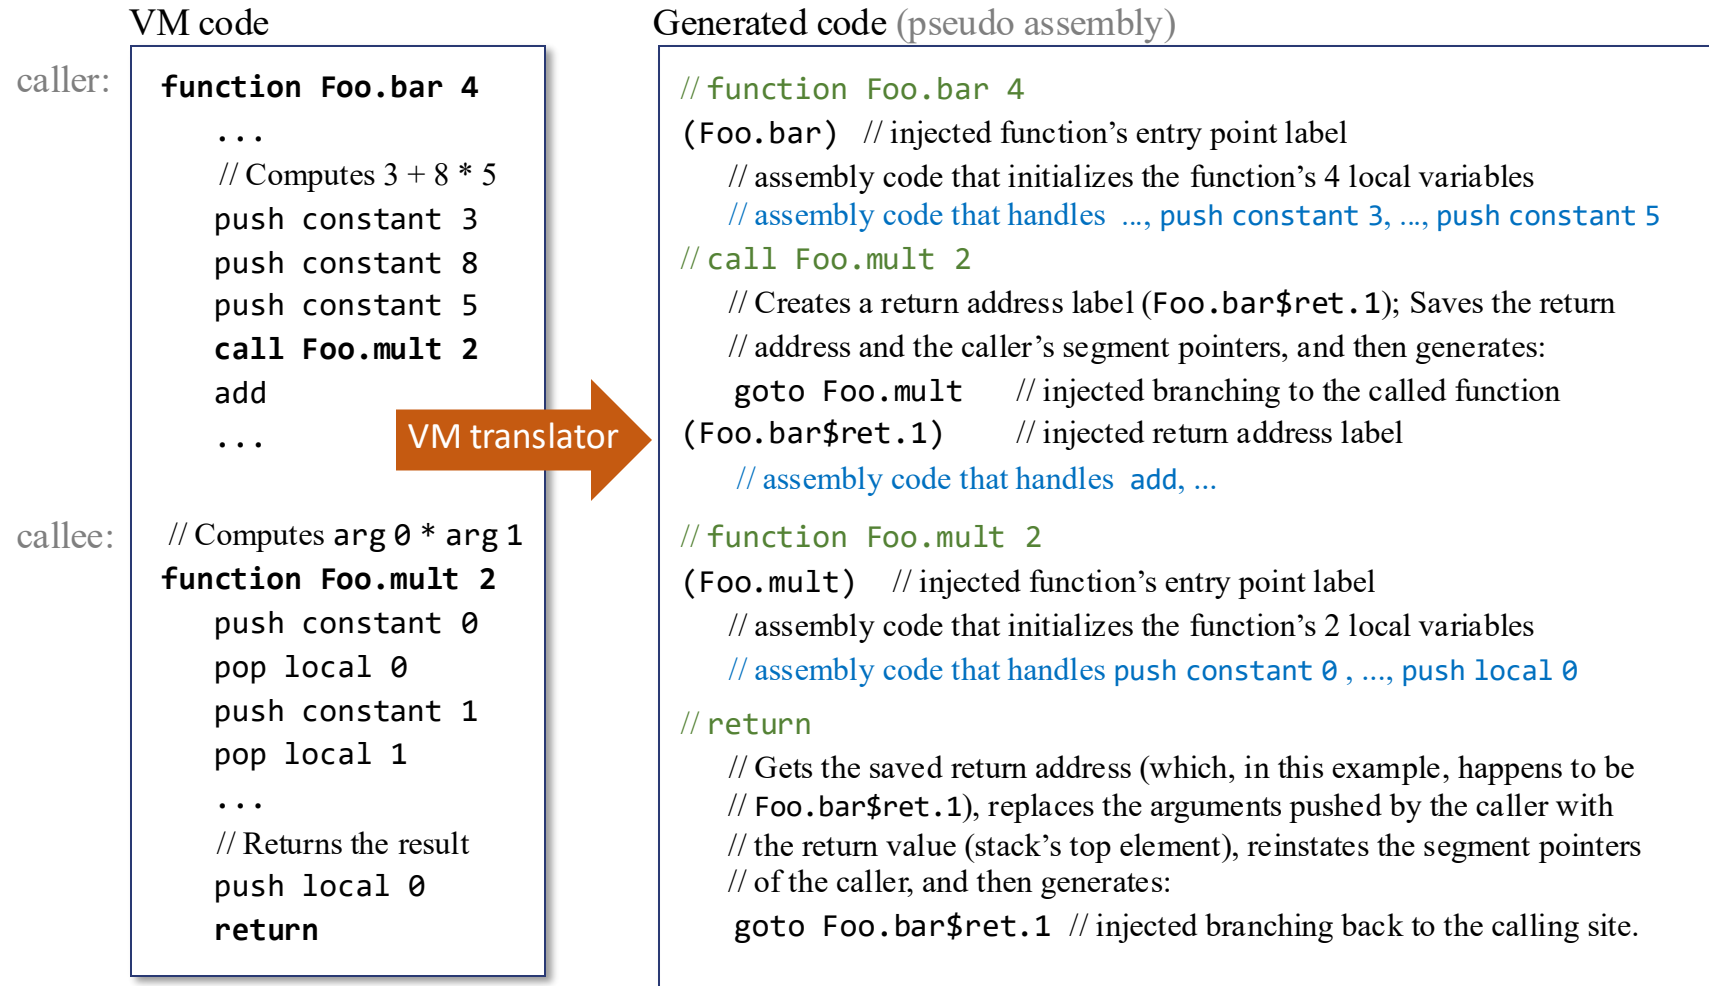 VM code
caller:
function Foo.bar 4
...
// Computes 3 + 8 * 5
push constant 3
push constant 8
push constant 5
call Foo.mult 2
add
...
callee:
// Computes arg 0 * arg 1
function Foo.mult 2
push constant 0
pop local 0
push constant 1
pop local 1
...
// Returns the result
push local 0
return
VM translator
Generated code (pseudo assembly)
// function Foo.bar 4
(Foo.bar) // injected function’s entry point label
// assembly code that initializes the function’s 4 local variables
// assembly code that handles ..., push constant 3, ..., push constant 5
// call Foo.mult 2
// Creates a return address label (Foo.bar$ret.1); Saves the return
// address and the caller’s segment pointers, and then generates:
goto Foo.mult // injected branching to the called function
(Foo.bar$ret.1) // injected return address label
// assembly code that handles add, ...
// function Foo.mult 2
(Foo.mult) // injected function’s entry point label
// assembly code that initializes the function’s 2 local variables
// assembly code that handles push constant 0 , ..., push local 0
// return
// Gets the saved return address (which, in this example, happens to be
// Foo.bar$ret.1), replaces the arguments pushed by the caller with
// the return value (stack’s top element), reinstates the segment pointers
// of the caller, and then generates:
goto Foo.bar$ret.1 // injected branching back to the calling site.